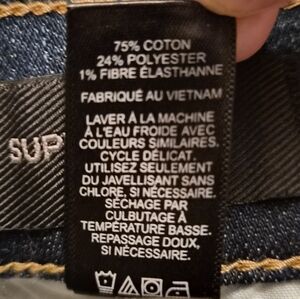 75% COTON
24% POLYESTER
1% FIBRE ÉLASTHANNE
FABRIQUÉ AU VIETNAM
LAVER À LA MACHINE
À L'EAU FROIDE AVEC
COULEURS SIMILAIRES.
CYCLE DÉLICAT.
UTILISEZ SEULEMENT
DU JAVELLISANT SANS
CHLORE, SI NÉCESSAIRE.
SÉCHAGE PAR
CULBUTAGE À
TEMPÉRATURE BASSE.
REPASSAGE DOUX,
SI NÉCESSAIRE.
SUP